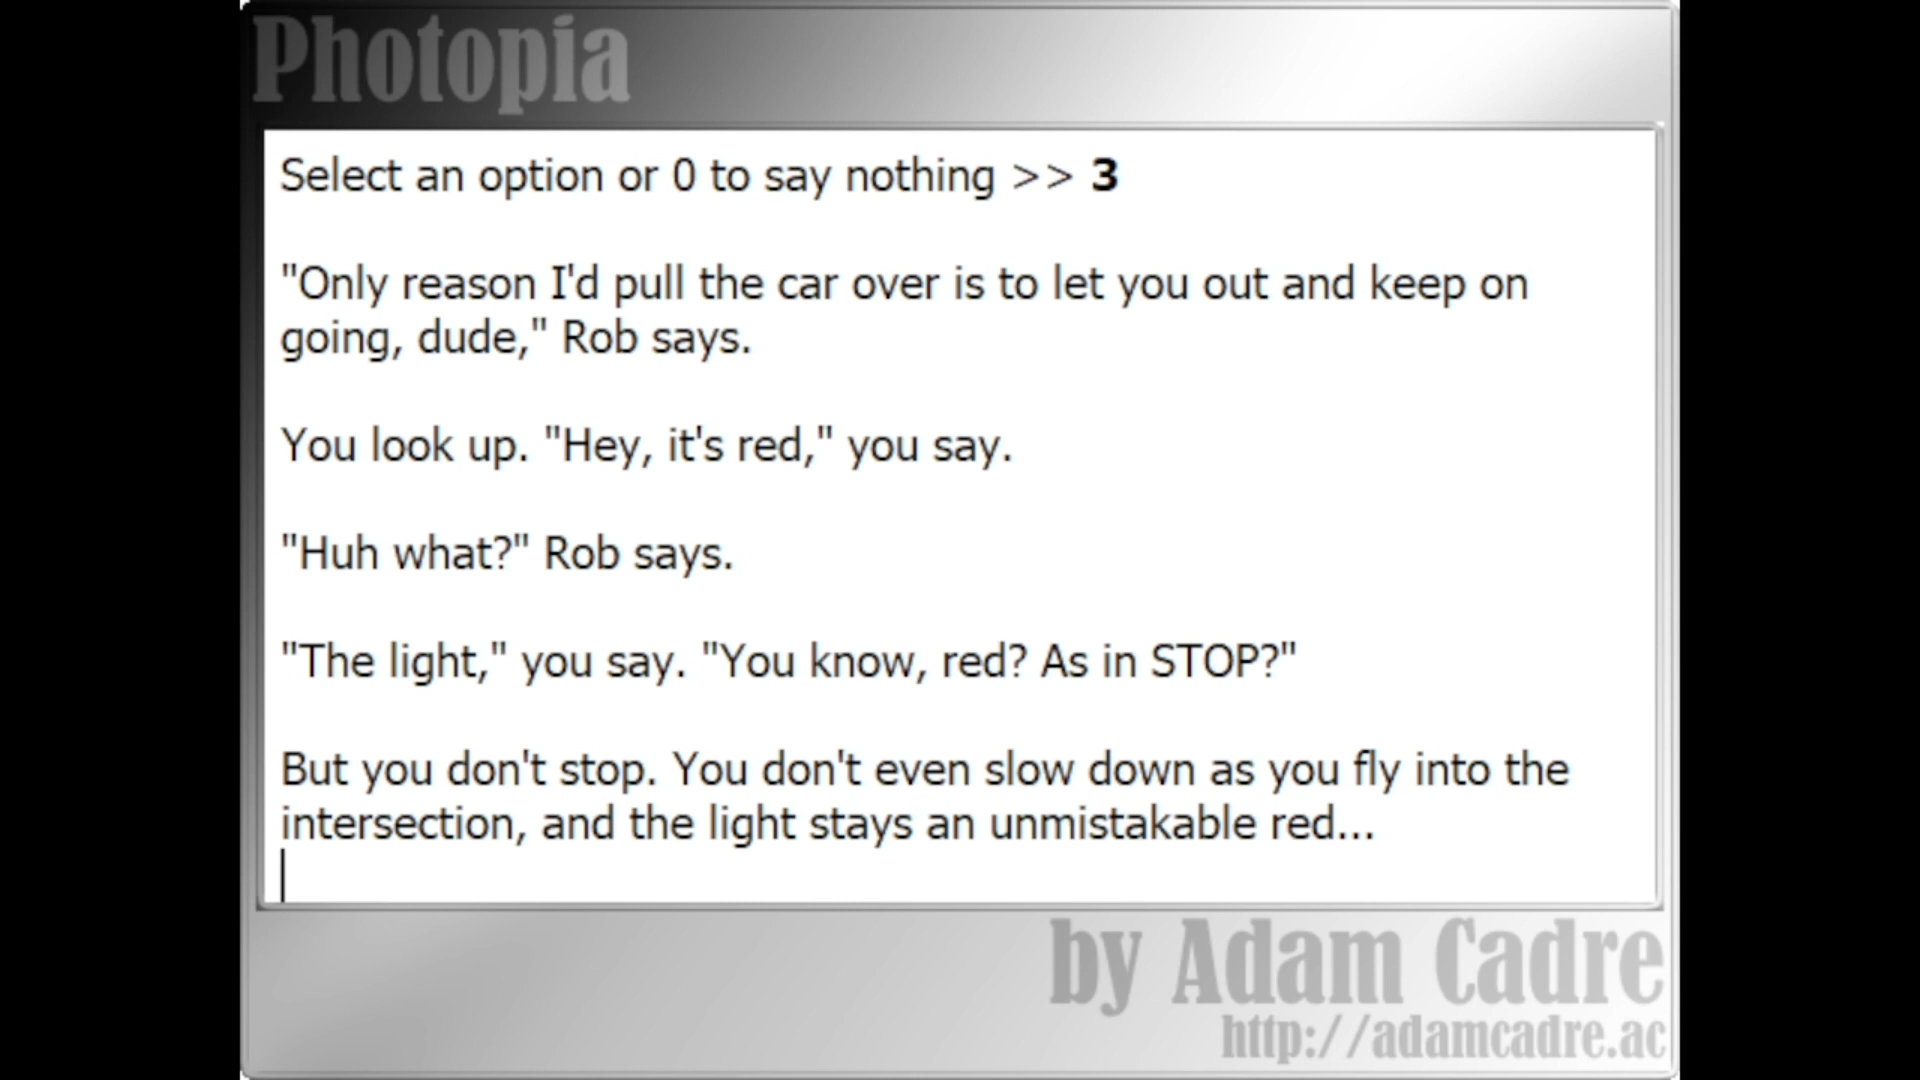 Photopia
Select an option or 0 to say nothing >> 3
"Only reason I'd pull the car over is to let you out and keep on
going, dude," Rob says.
You look up. "Hey, it's red," you say.
"Huh what?" Rob says.
"The light," you say. "You know, red? As in STOP?"
But you don't stop. You don't even slow down as you fly into the
intersection, and the light stays an unmistakable red...
by Adam Cadre
http://adamcadre.ac